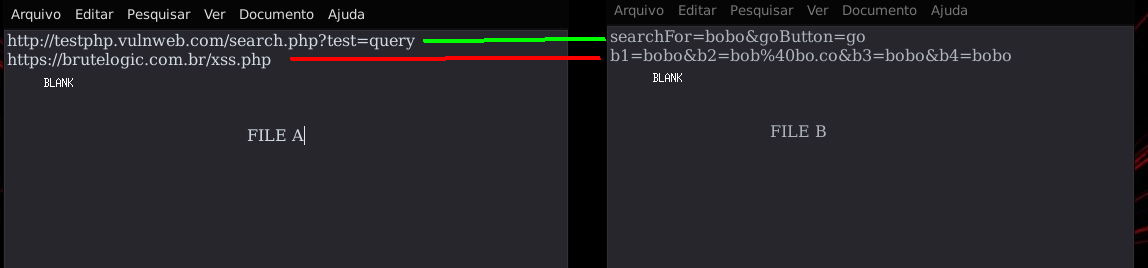 Arquivo Editar Pesquisar Ver Documento Ajuda
http://testphp.vulnweb.com/search.php?test=query
https://brutelogic.com.br/xss.php
BLANK
FILE A
Arquivo Editar Pesquisar Ver Documento Ajuda
searchFor=bobo&goButton=go
b1=bobo&b2=bob%40bo.co&b3=bobo&b4=bobo
BLANK
FILE B